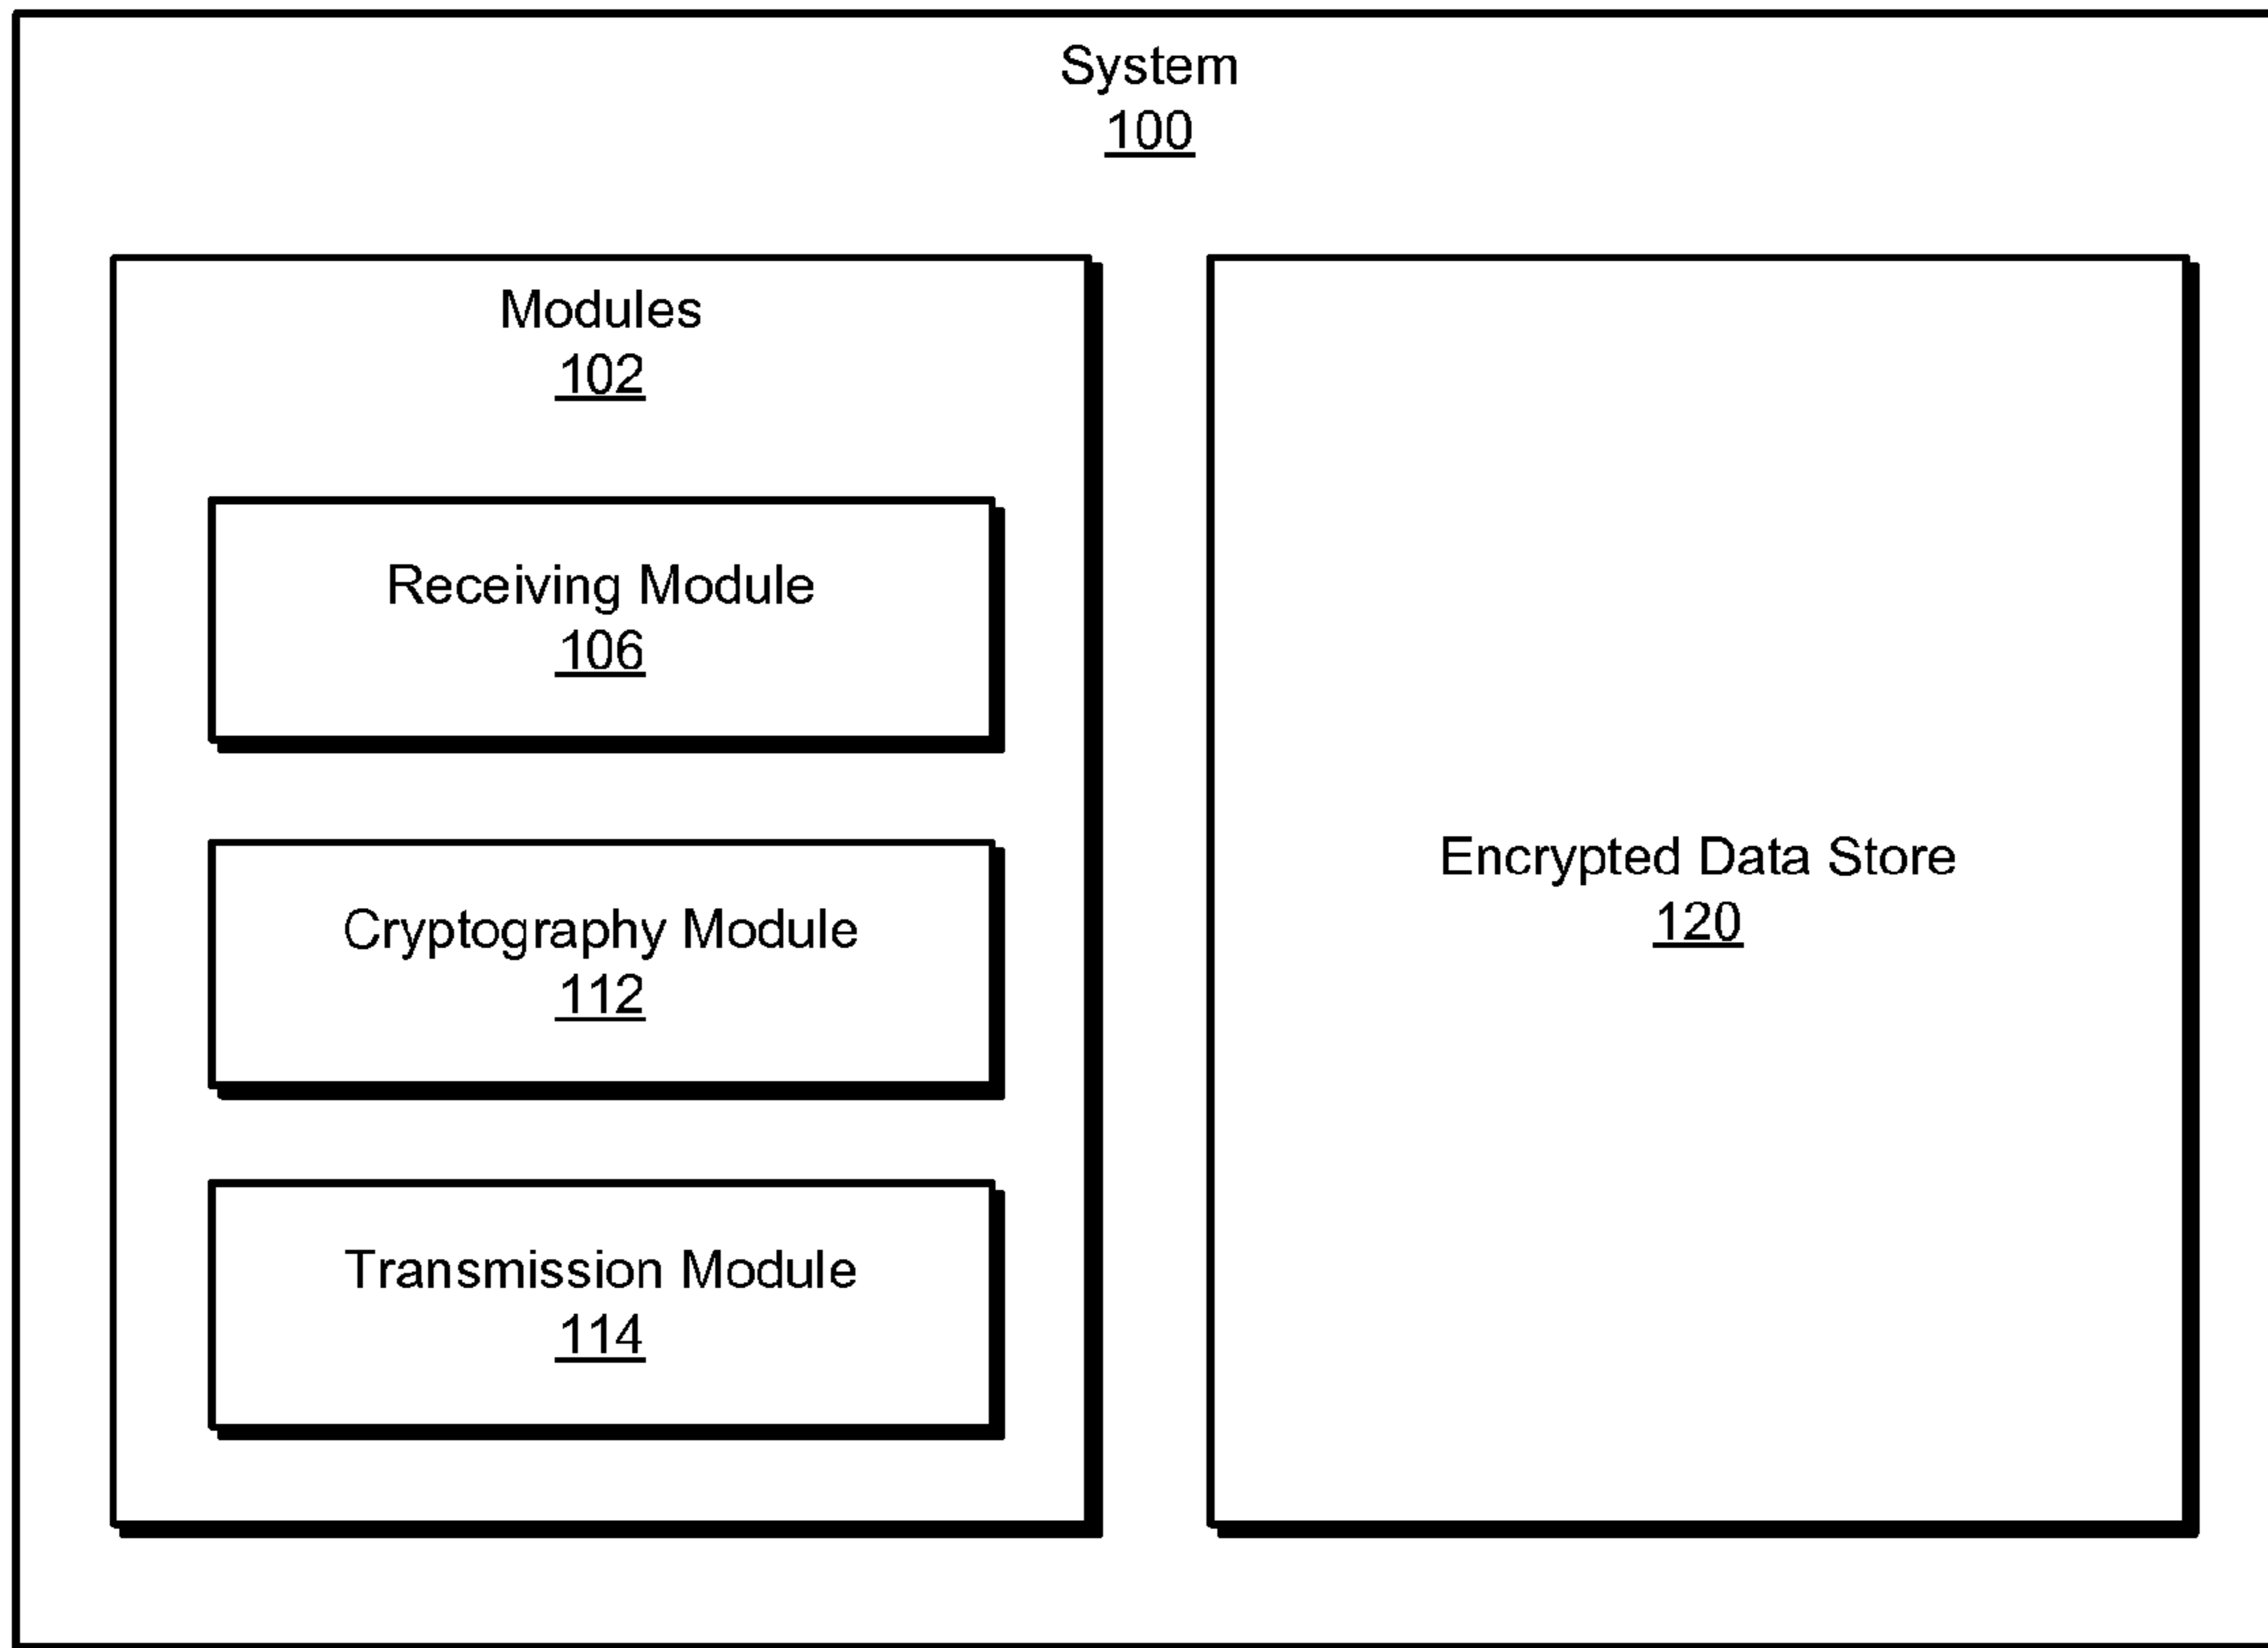 System
100
Modules
102
Receiving Module
106
Cryptography Module
112
Transmission Module
114
Encrypted Data Store
120